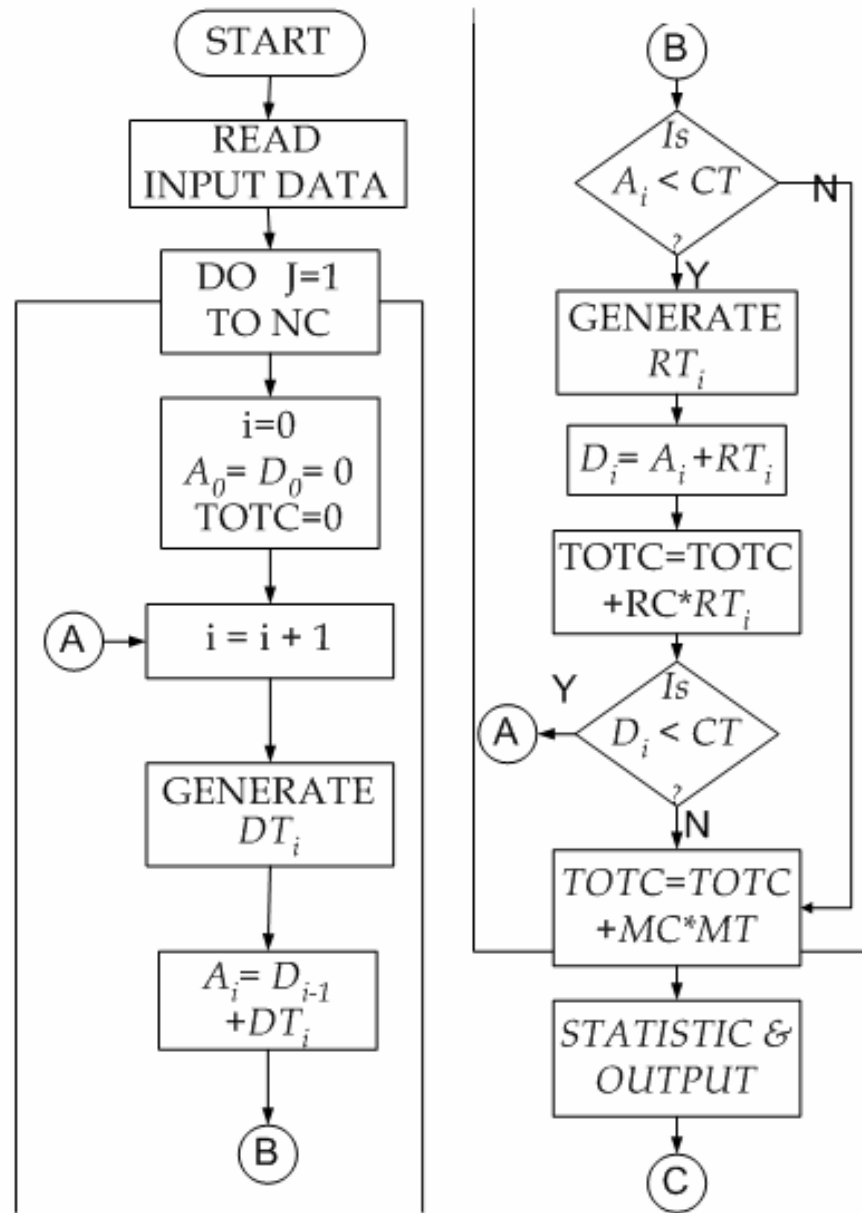 START
READ
INPUT DATA
DO J=1
TO NC
i=0
A₀= D₀= 0
TOTC=0
A
i = i + 1
GENERATE
DTᵢ
Aᵢ= Dᵢ₋₁
+DTᵢ
B
B
Is
Aᵢ < CT
?
N
Y
GENERATE
RTᵢ
Dᵢ= Aᵢ+RTᵢ
TOTC=TOTC
+RC*RTᵢ
Y
Is
A
Dᵢ < CT
?
N
TOTC=TOTC
+MC*MT
STATISTIC &
OUTPUT
C